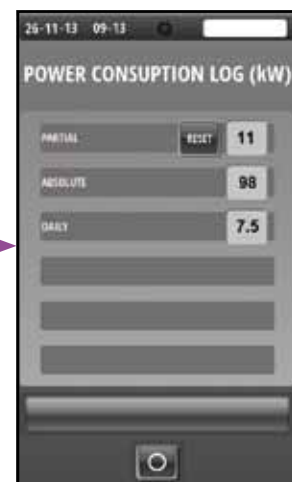 26-11-13 09-13
POWER CONSUPTION LOG (kW)
PARTIAL RESET 11
ABSOLUTE 98
DAILY 7.5